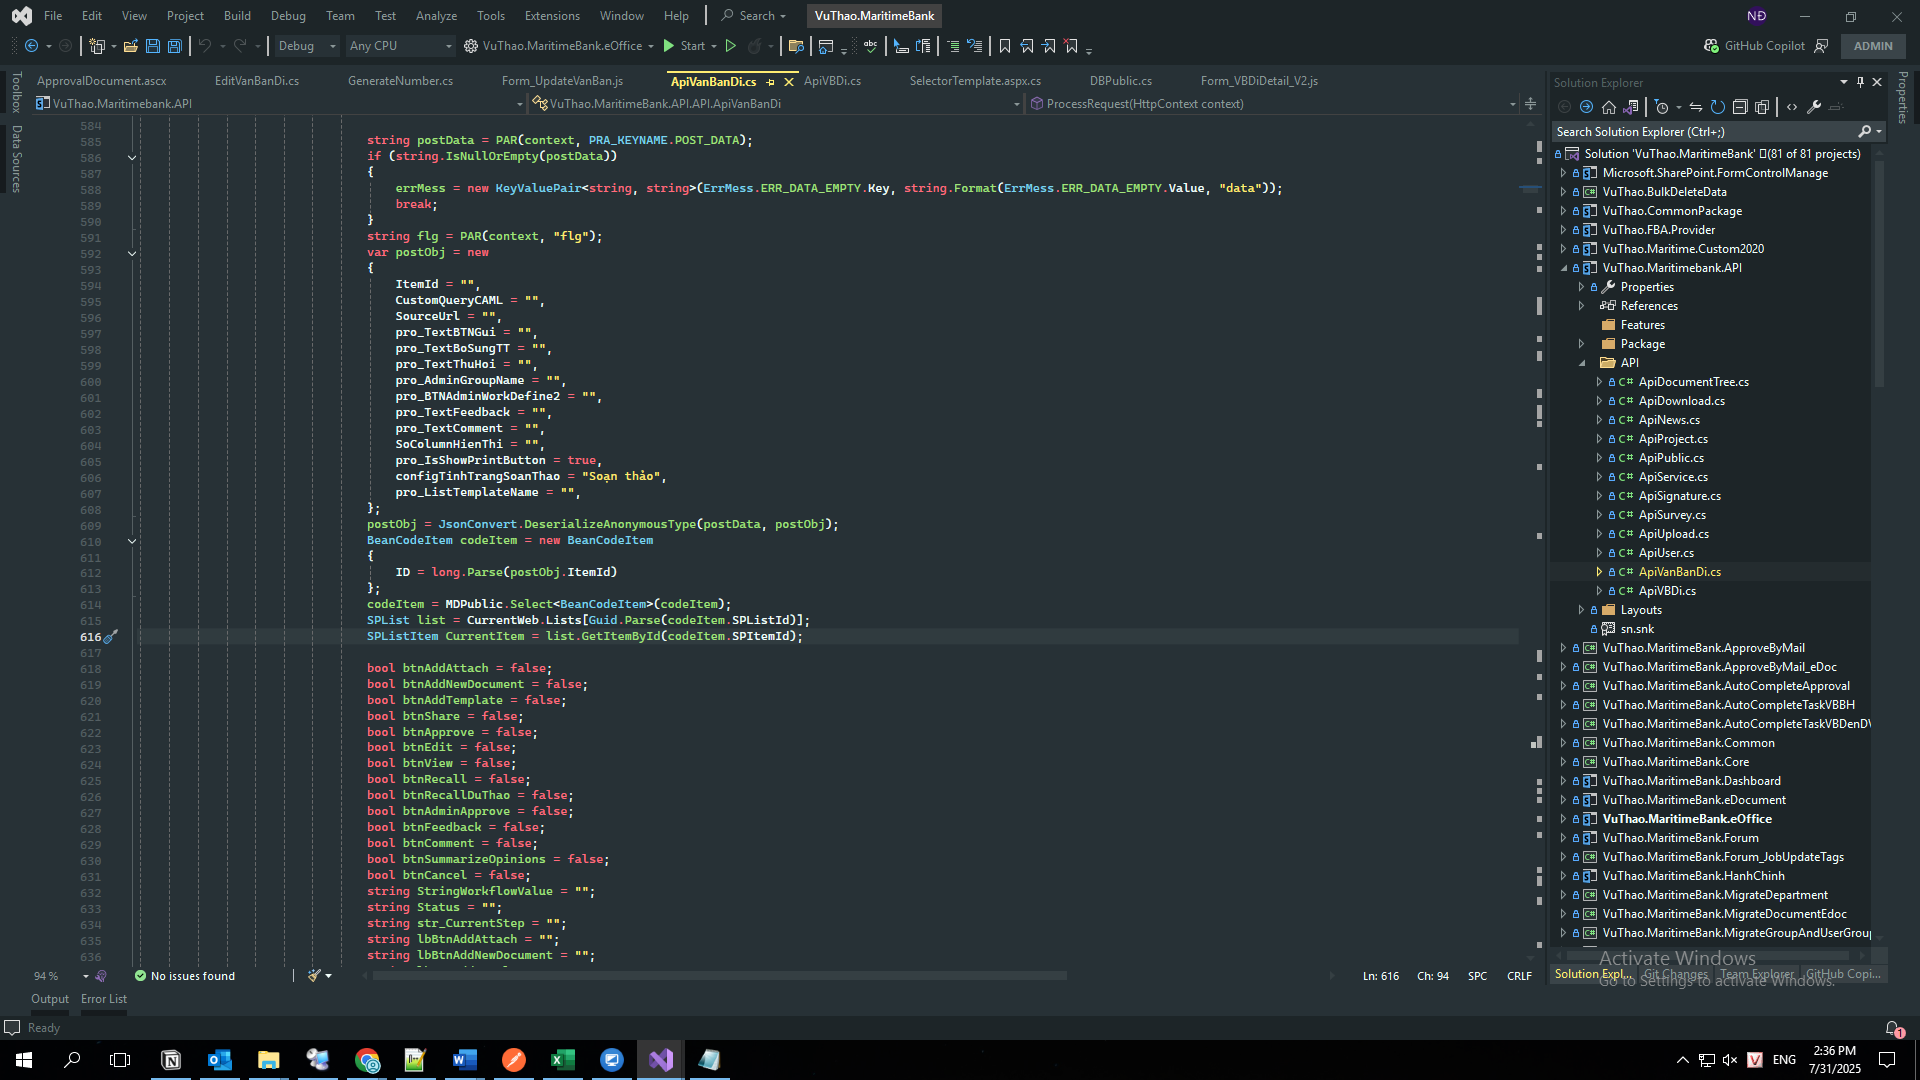 File Edit View Project Build Debug Team Test Analyze Tools Extensions Window Help Search VuThao.MaritimeBank NĐ
Debug Any CPU VuThao.MaritimeBank.eOffice Start GitHub Copilot ADMIN
ApprovalDocument.ascx EditVanBanDi.cs GenerateNumber.cs Form_UpdateVanBan.js ApiVanBanDi.cs ApiVBDi.cs SelectorTemplate.aspx.cs DBPublic.cs Form_VBDiDetail_V2.js
VuThao.Maritimebank.API VuThao.MaritimeBank.API.API.ApiVanBanDi ProcessRequest(HttpContext context)
Toolbox
Data Sources
584
585 string postData = PAR(context, PRA_KEYNAME.POST_DATA);
586 if (string.IsNullOrEmpty(postData))
587 {
588 errMess = new KeyValuePair<string, string>(ErrMess.ERR_DATA_EMPTY.Key, string.Format(ErrMess.ERR_DATA_EMPTY.Value, "data"));
589 break;
590 }
591 string flg = PAR(context, "flg");
592 var postObj = new
593 {
594 ItemId = "",
595 CustomQueryCAML = "",
596 SourceUrl = "",
597 pro_TextBTNGui = "",
598 pro_TextBoSungTT = "",
599 pro_TextThuHoi = "",
600 pro_AdminGroupName = "",
601 pro_BTNAdminWorkDefine2 = "",
602 pro_TextFeedback = "",
603 pro_TextComment = "",
604 SoColumnHienThi = "",
605 pro_IsShowPrintButton = true,
606 configTinhTrangSoanThao = "Soạn thảo",
607 pro_ListTemplateName = "",
608 };
609 postObj = JsonConvert.DeserializeAnonymousType(postData, postObj);
610 BeanCodeItem codeItem = new BeanCodeItem
611 {
612 ID = long.Parse(postObj.ItemId)
613 };
614 codeItem = MDPublic.Select<BeanCodeItem>(codeItem);
615 SPList list = CurrentWeb.Lists[Guid.Parse(codeItem.SPListId)];
616 SPListItem CurrentItem = list.GetItemById(codeItem.SPItemId);
617
618 bool btnAddAttach = false;
619 bool btnAddNewDocument = false;
620 bool btnAddTemplate = false;
621 bool btnShare = false;
622 bool btnApprove = false;
623 bool btnEdit = false;
624 bool btnView = false;
625 bool btnRecall = false;
626 bool btnRecallDuThao = false;
627 bool btnAdminApprove = false;
628 bool btnFeedback = false;
629 bool btnComment = false;
630 bool btnSummarizeOpinions = false;
631 bool btnCancel = false;
632 string StringWorkflowValue = "";
633 string Status = "";
634 string str_CurrentStep = "";
635 string lbBtnAddAttach = "";
636 string lbBtnAddNewDocument = "";
94 % No issues found Ln: 616 Ch: 94 SPC CRLF
Output Error List
Ready
Solution Explorer
Search Solution Explorer (Ctrl+;)
Solution 'VuThao.MaritimeBank' (81 of 81 projects)
Microsoft.SharePoint.FormControlManage
VuThao.BulkDeleteData
VuThao.CommonPackage
VuThao.FBA.Provider
VuThao.Maritime.Custom2020
VuThao.Maritimebank.API
Properties
References
Features
Package
API
ApiDocumentTree.cs
ApiDownload.cs
ApiNews.cs
ApiProject.cs
ApiPublic.cs
ApiService.cs
ApiSignature.cs
ApiSurvey.cs
ApiUpload.cs
ApiUser.cs
ApiVanBanDi.cs
ApiVBDi.cs
Layouts
sn.snk
VuThao.MaritimeBank.ApproveByMail
VuThao.MaritimeBank.ApproveByMail_eDoc
VuThao.MaritimeBank.AutoCompleteApproval
VuThao.MaritimeBank.AutoCompleteTaskVBBH
VuThao.MaritimeBank.AutoCompleteTaskVBDenDV
VuThao.MaritimeBank.Common
VuThao.MaritimeBank.Core
VuThao.MaritimeBank.Dashboard
VuThao.MaritimeBank.eDocument
VuThao.MaritimeBank.eOffice
VuThao.MaritimeBank.Forum
VuThao.MaritimeBank.Forum_JobUpdateTags
VuThao.MaritimeBank.HanhChinh
VuThao.MaritimeBank.MigrateDepartment
VuThao.MaritimeBank.MigrateDocumentEdoc
VuThao.MaritimeBank.MigrateGroupAndUserGroup
Activate Windows
Solution Expl... Git Changes Team Explorer GitHub Copi...
Go to Settings to activate Windows.
Properties
1
ENG
2:36 PM
7/31/2025